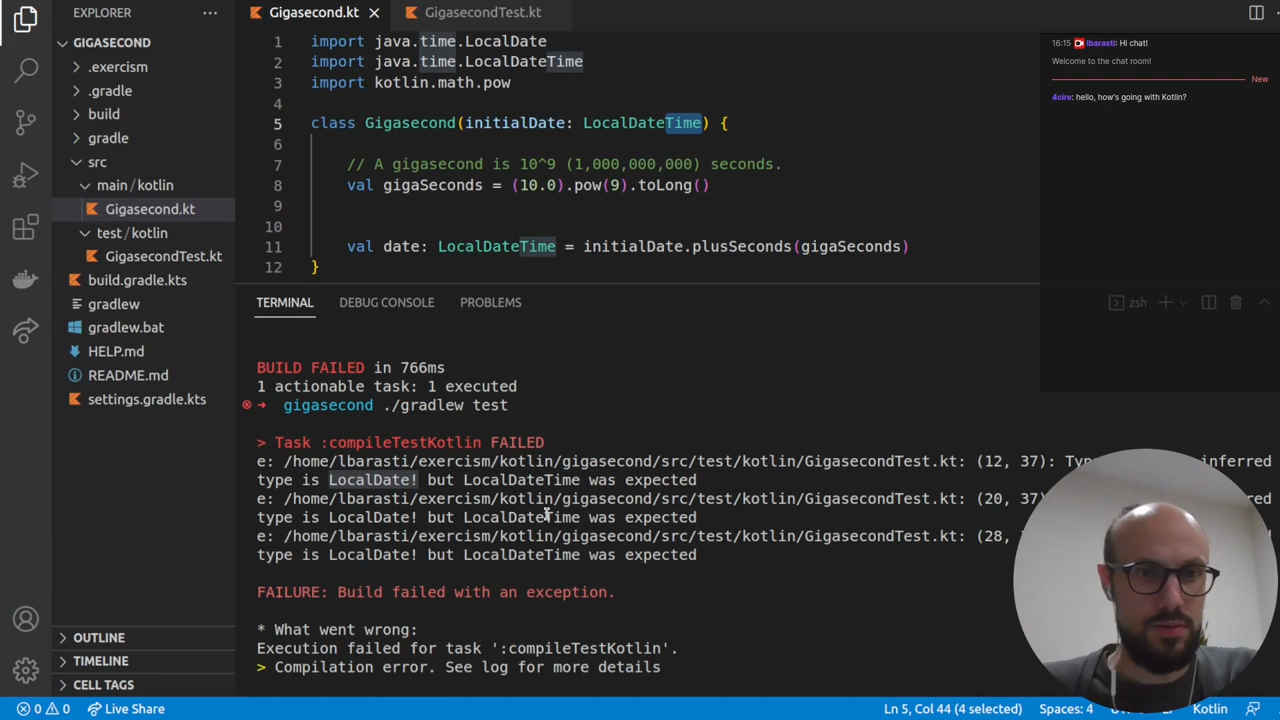 EXPLORER
GIGASECOND
.exercism
.gradle
build
gradle
src
main/kotlin
Gigasecond.kt
test/kotlin
GigasecondTest.kt
build.gradle.kts
gradlew
gradlew.bat
HELP.md
README.md
settings.gradle.kts
OUTLINE
TIMELINE
CELL TAGS
Gigasecond.kt
GigasecondTest.kt
1 import java.time.LocalDate
2 import java.time.LocalDateTime
3 import kotlin.math.pow
4
5 class Gigasecond(initialDate: LocalDateTime) {
6
7 // A gigasecond is 10^9 (1,000,000,000) seconds.
8 val gigaSeconds = (10.0).pow(9).toLong()
9
10
11 val date: LocalDateTime = initialDate.plusSeconds(gigaSeconds)
12 }
16:15 lbarasti: Hi chat!
Welcome to the chat room!
New
4cire: hello, how's going with Kotlin?
TERMINAL DEBUG CONSOLE PROBLEMS
zsh
BUILD FAILED in 766ms
1 actionable task: 1 executed
gigasecond ./gradlew test
> Task :compileTestKotlin FAILED
e: /home/lbarasti/exercism/kotlin/gigasecond/src/test/kotlin/GigasecondTest.kt: (12, 37): inferred
type is LocalDate! but LocalDateTime was expected
e: /home/lbarasti/exercism/kotlin/gigasecond/src/test/kotlin/GigasecondTest.kt: (20, 37)
type is LocalDate! but LocalDateTime was expected
e: /home/lbarasti/exercism/kotlin/gigasecond/src/test/kotlin/GigasecondTest.kt: (28,
type is LocalDate! but LocalDateTime was expected
FAILURE: Build failed with an exception.
* What went wrong:
Execution failed for task ':compileTestKotlin'.
> Compilation error. See log for more details
0 0 Live Share
Ln 5, Col 44 (4 selected) Spaces: 4 Kotlin